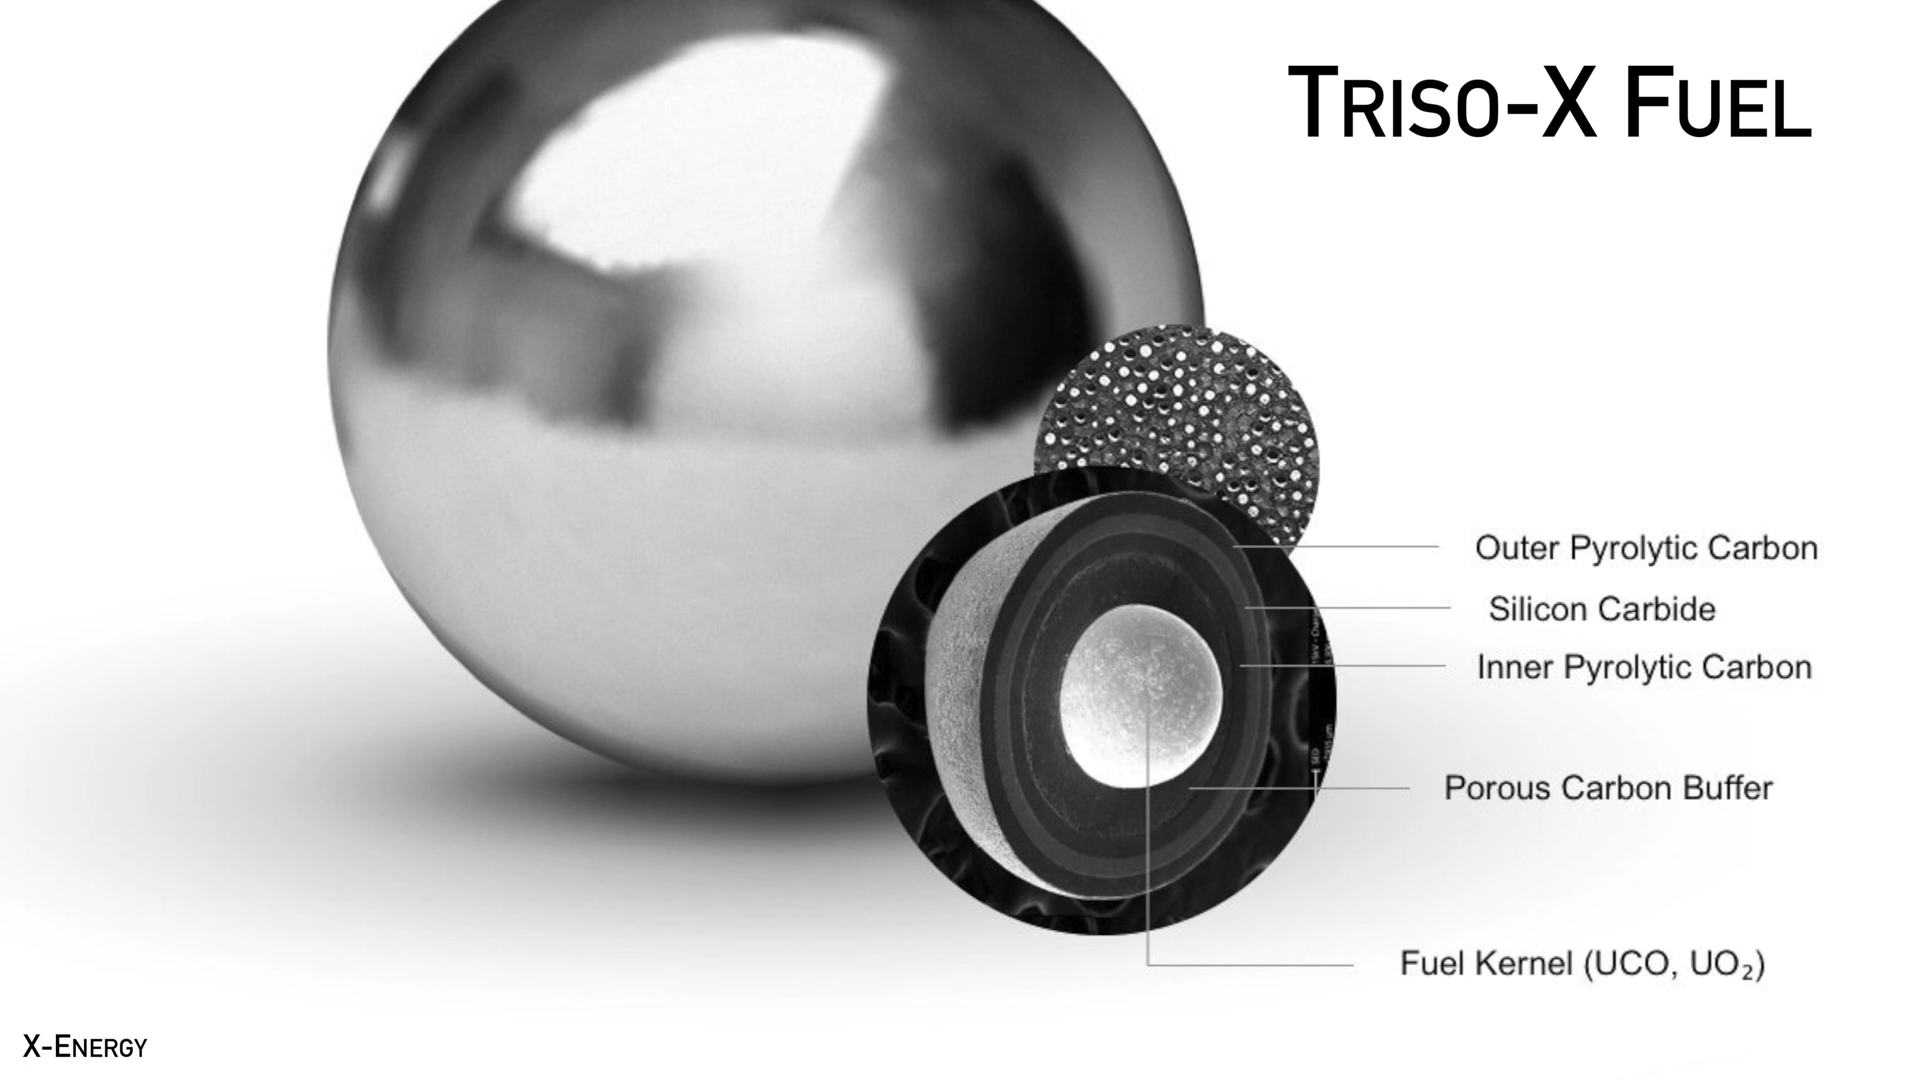 TRISO-X FUEL
Outer Pyrolytic Carbon
Silicon Carbide
Inner Pyrolytic Carbon
Porous Carbon Buffer
Fuel Kernel (UCO, UO₂)
X-ENERGY